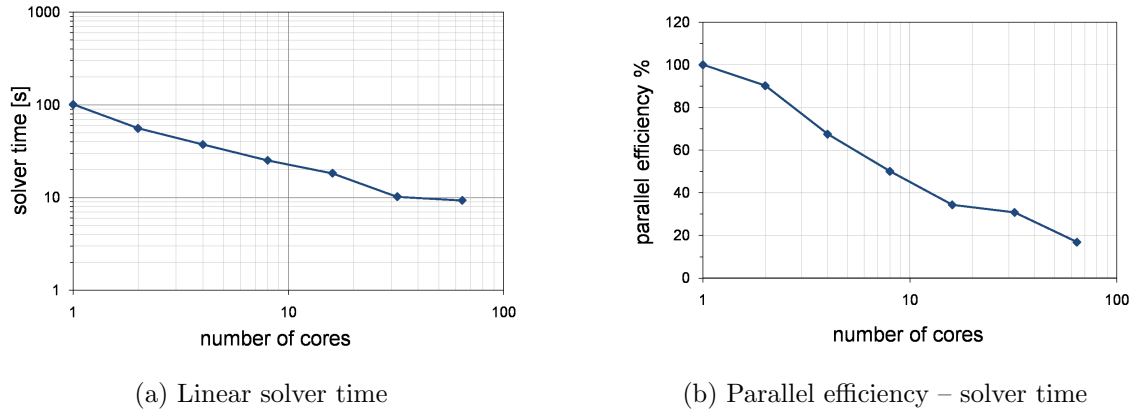 1000
100
10
1
solver time [s]
1
10
100
number of cores
(a) Linear solver time
120
100
80
60
40
20
0
parallel efficiency %
1
10
100
number of cores
(b) Parallel efficiency – solver time